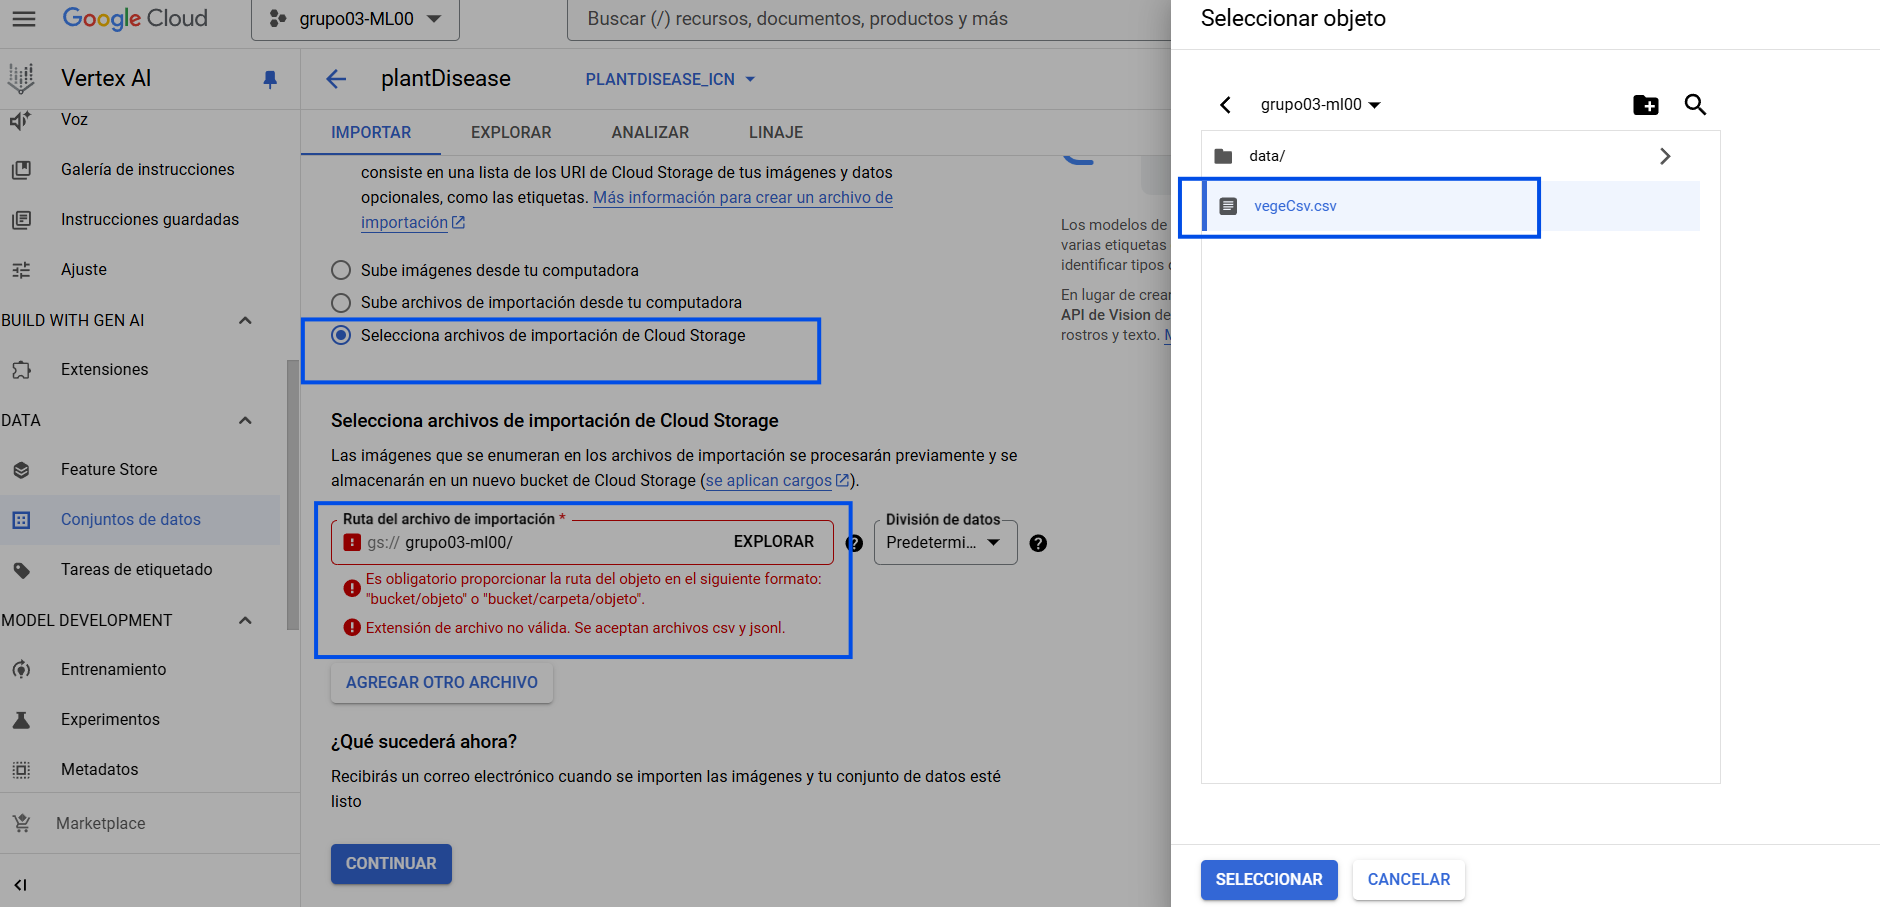 Google Cloud
grupo03-ML00
Buscar (/) recursos, documentos, productos y más
Vertex AI
Voz
Galería de instrucciones
Instrucciones guardadas
Ajuste
BUILD WITH GEN AI
Extensiones
DATA
Feature Store
Conjuntos de datos
Tareas de etiquetado
MODEL DEVELOPMENT
Entrenamiento
Experimentos
Metadatos
Marketplace
plantDisease
PLANTDISEASE_ICN
IMPORTAR EXPLORAR ANALIZAR LINAJE
consiste en una lista de los URI de Cloud Storage de tus imágenes y datos
opcionales, como las etiquetas. Más información para crear un archivo de
importación
Sube imágenes desde tu computadora
Sube archivos de importación desde tu computadora
Selecciona archivos de importación de Cloud Storage
Selecciona archivos de importación de Cloud Storage
Las imágenes que se enumeran en los archivos de importación se procesarán previamente y se
almacenarán en un nuevo bucket de Cloud Storage (se aplican cargos).
Ruta del archivo de importación *
gs:// grupo03-ml00/ EXPLORAR
Es obligatorio proporcionar la ruta del objeto en el siguiente formato:
"bucket/objeto" o "bucket/carpeta/objeto".
Extensión de archivo no válida. Se aceptan archivos csv y jsonl.
División de datos
Predetermi...
AGREGAR OTRO ARCHIVO
¿Qué sucederá ahora?
Recibirás un correo electrónico cuando se importen las imágenes y tu conjunto de datos esté
listo
CONTINUAR
Los modelos de
varias etiquetas
identificar tipos
En lugar de crear
API de Vision de
rostros y texto.
Seleccionar objeto
grupo03-ml00
data/
vegeCsv.csv
SELECCIONAR
CANCELAR